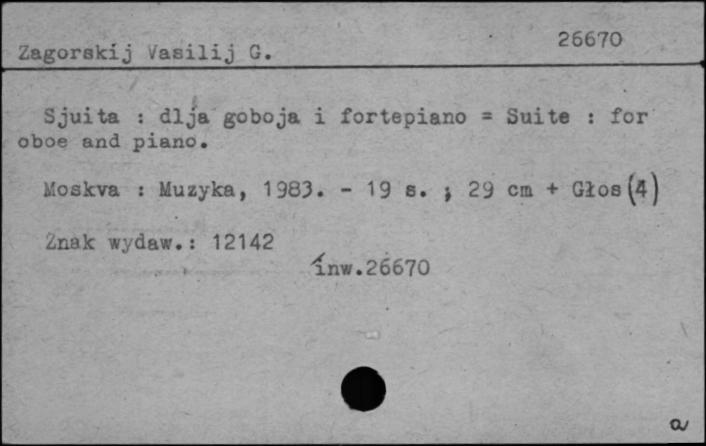 26670
Zagorskij Vasilij G.
Sjuita : dlja goboja i fortepiano = Suite : for
oboe and piano.
Moskva : Muzyka, 1983. - 19 s. ; 29 cm + Głos (4)
Znak wydaw.: 12142
inw.26670
a